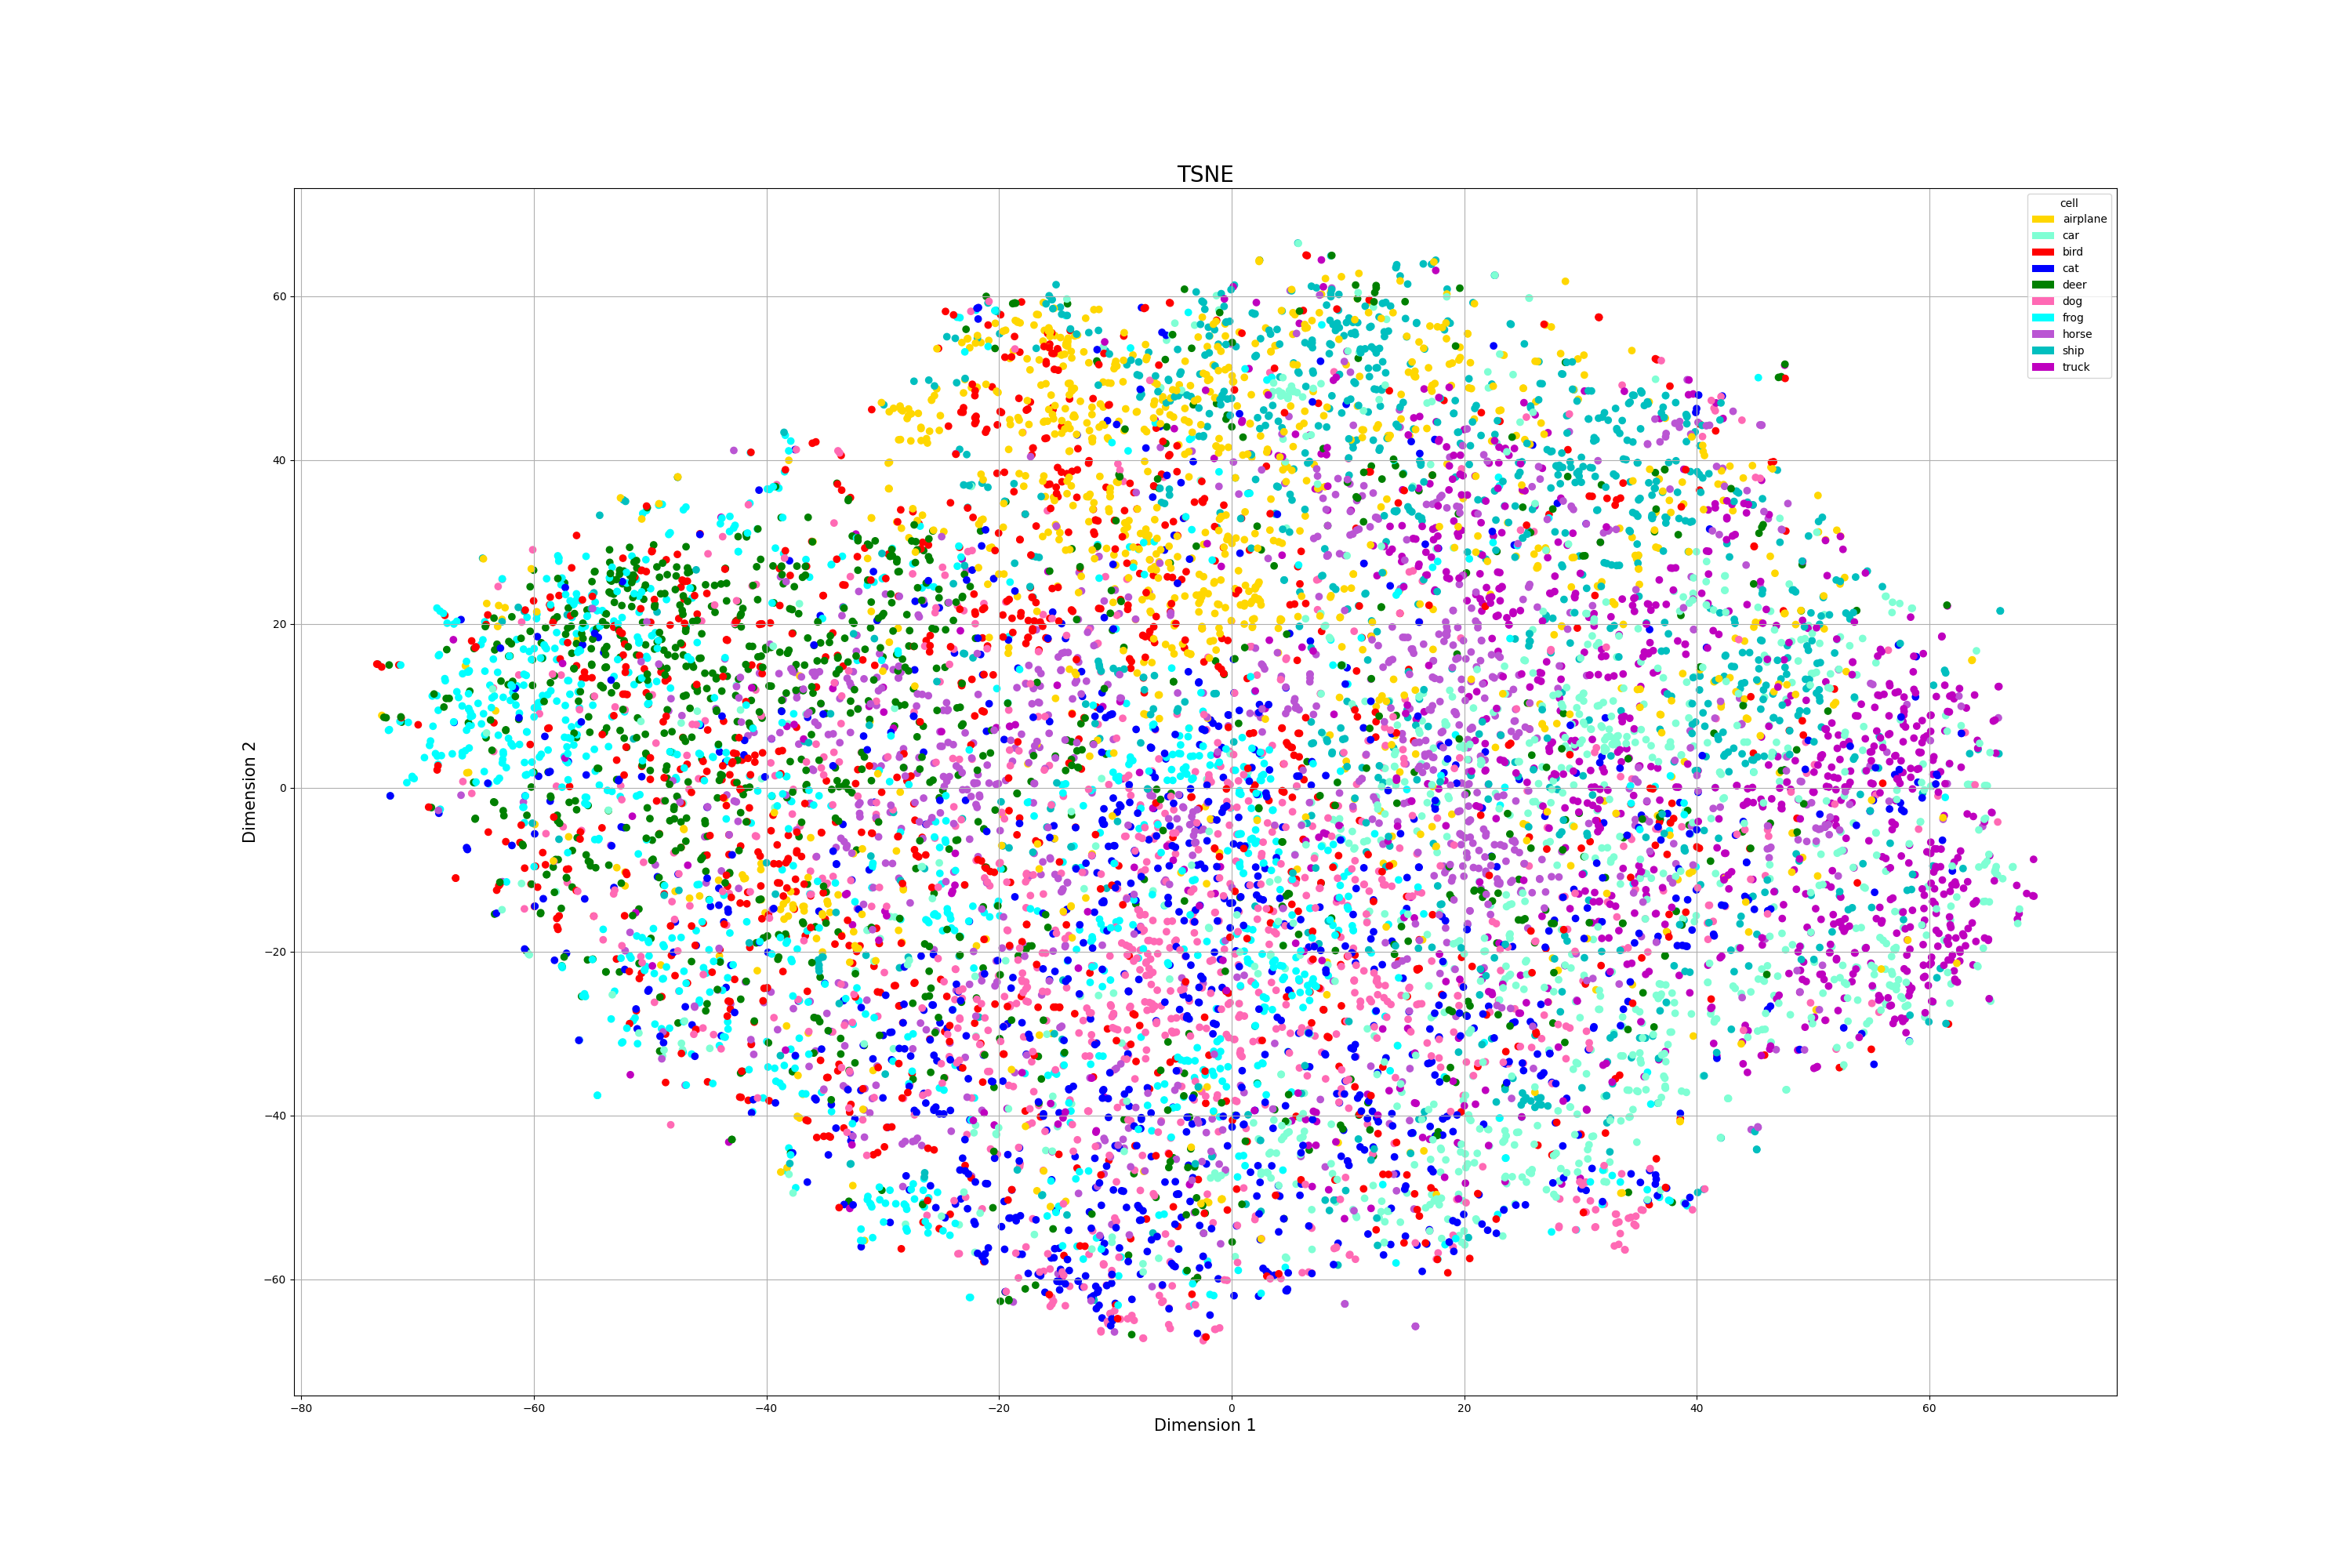 TSNE
cell
airplane
car
bird
cat
deer
dog
frog
horse
ship
truck
Dimension 2
60
40
20
0
−20
−40
−60
−80 −60 −40 −20 0 20 40 60
Dimension 1